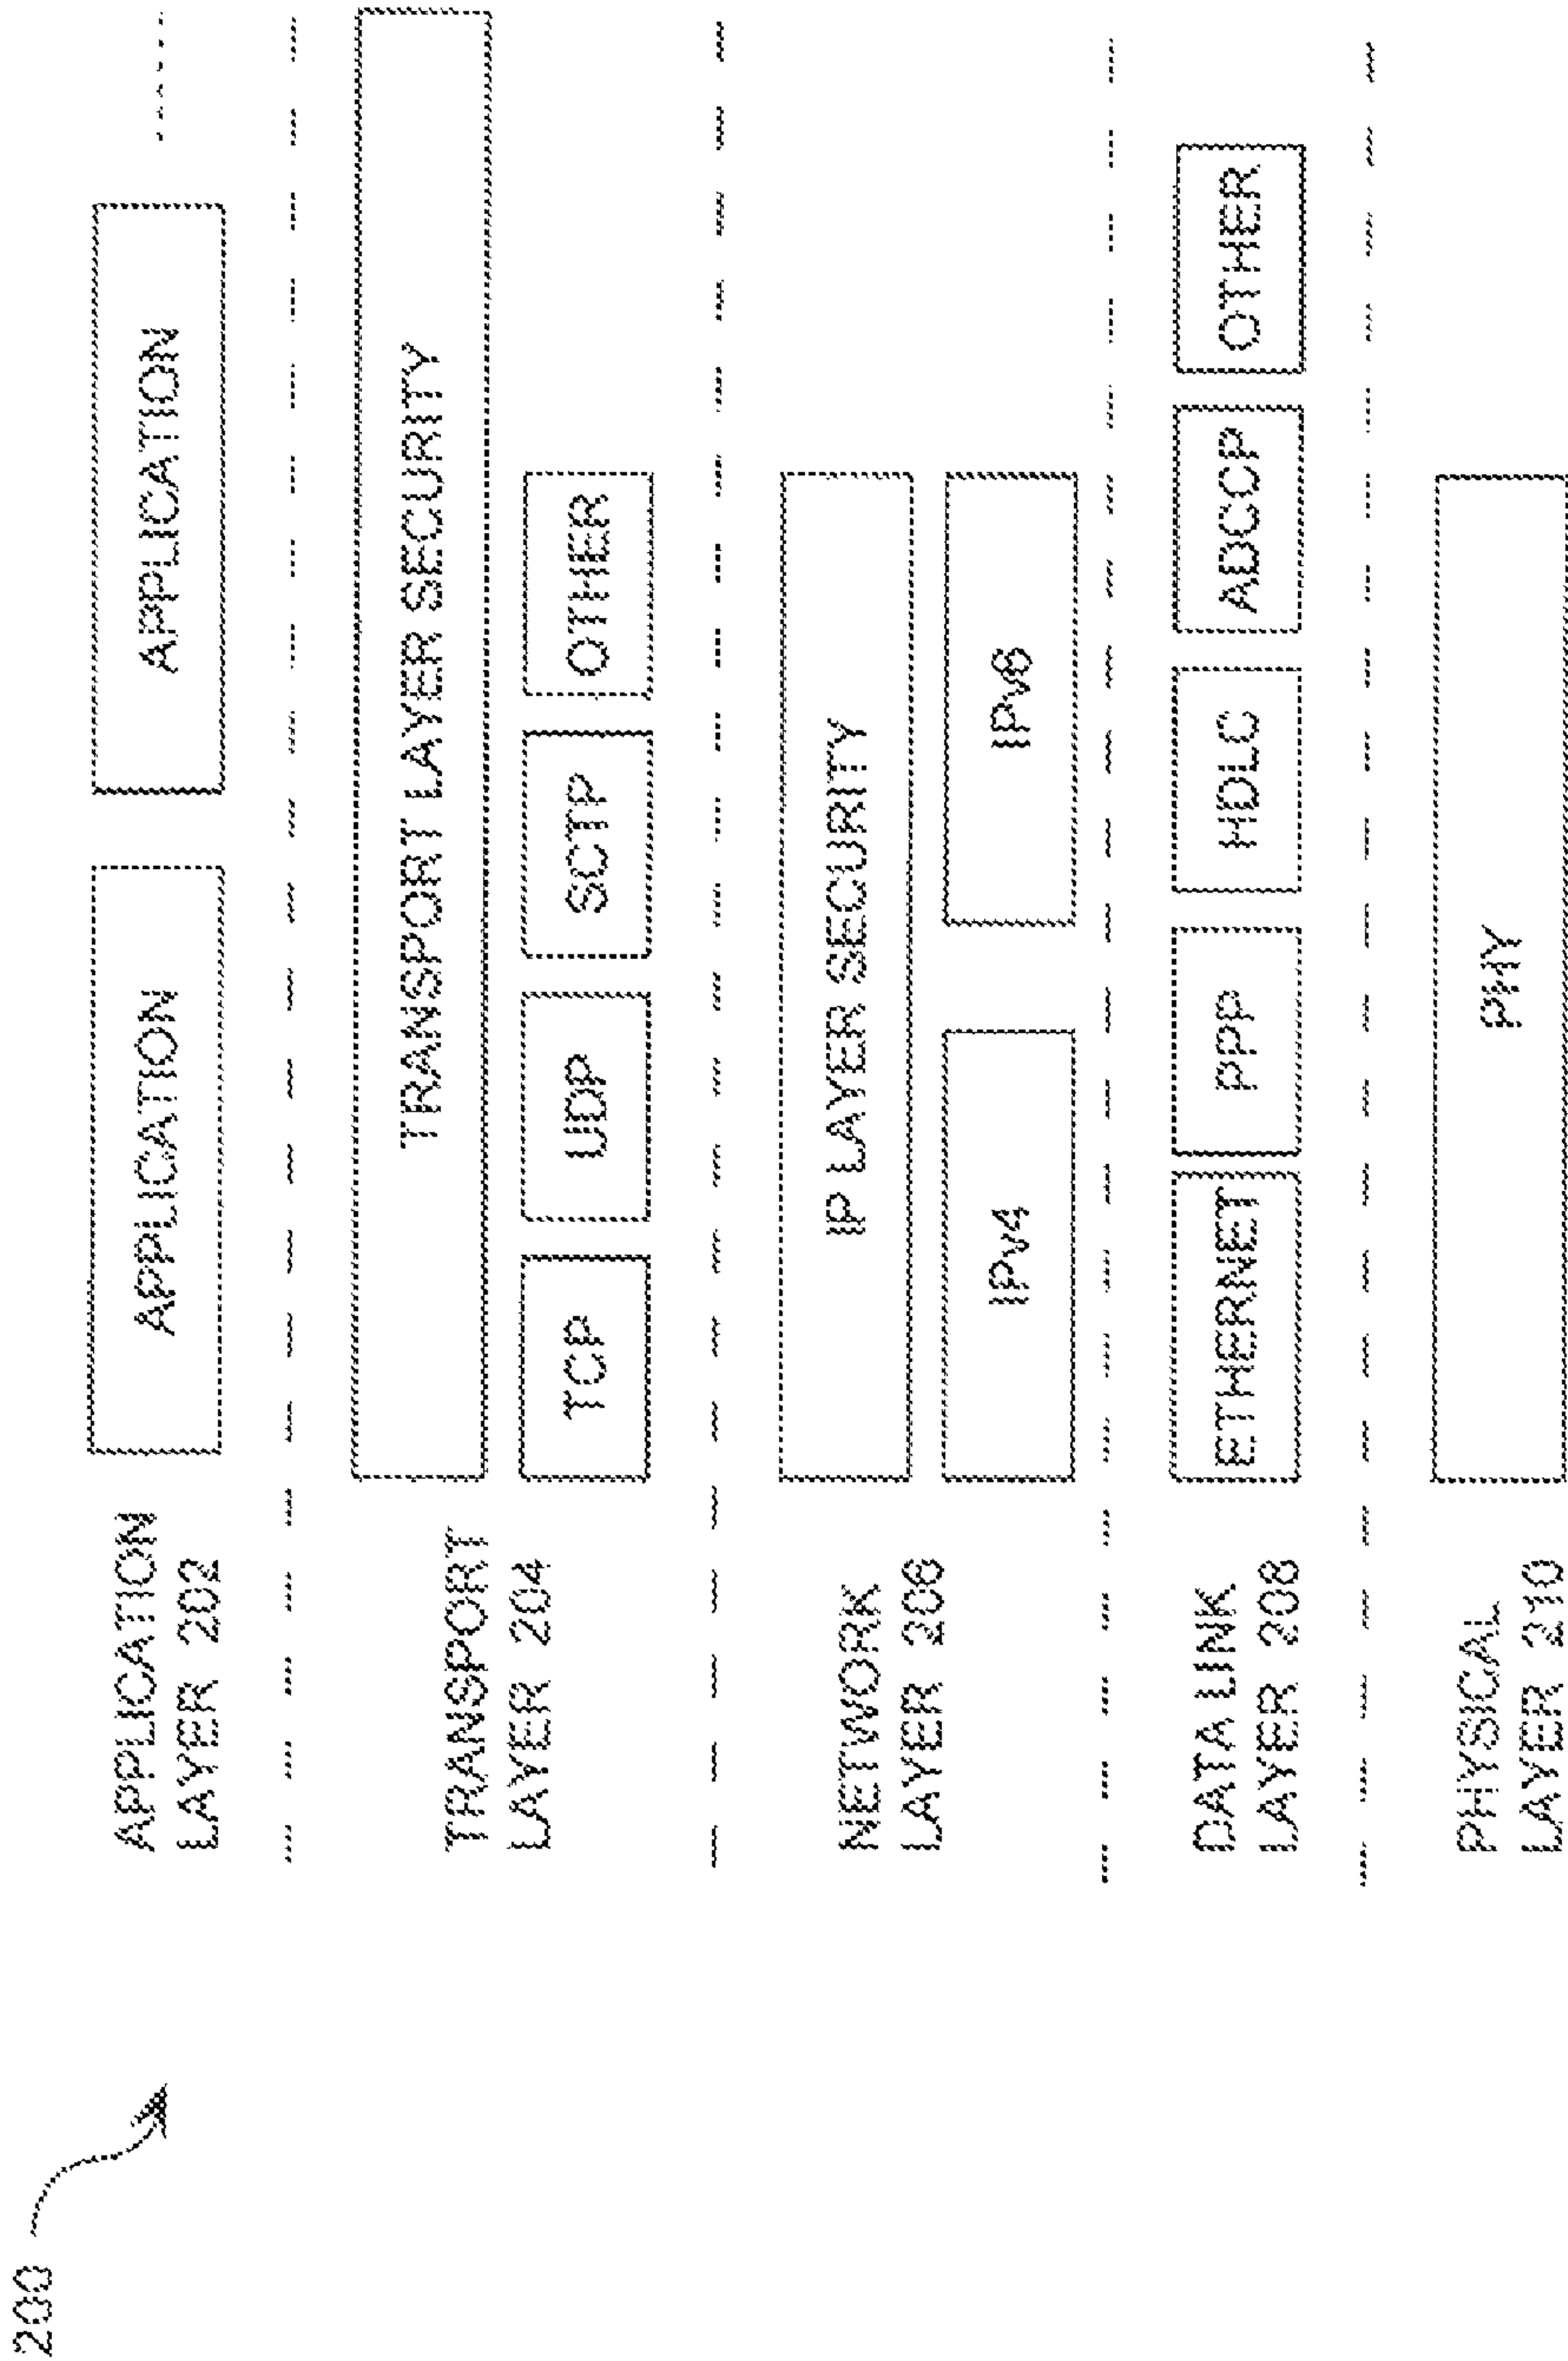 200
APPLICATION
LAYER 202
APPLICATION
APPLICATION
TRANSPORT
LAYER 204
TRANSPORT LAYER SECURITY
TCP
UDP
SCTP
OTHER
NETWORK
LAYER 206
IP LAYER SECURITY
IPv4
IPv6
DATA LINK
LAYER 208
ETHERNET
PPP
HDLC
ADCCP
OTHER
PHYSICAL
LAYER 210
PHY